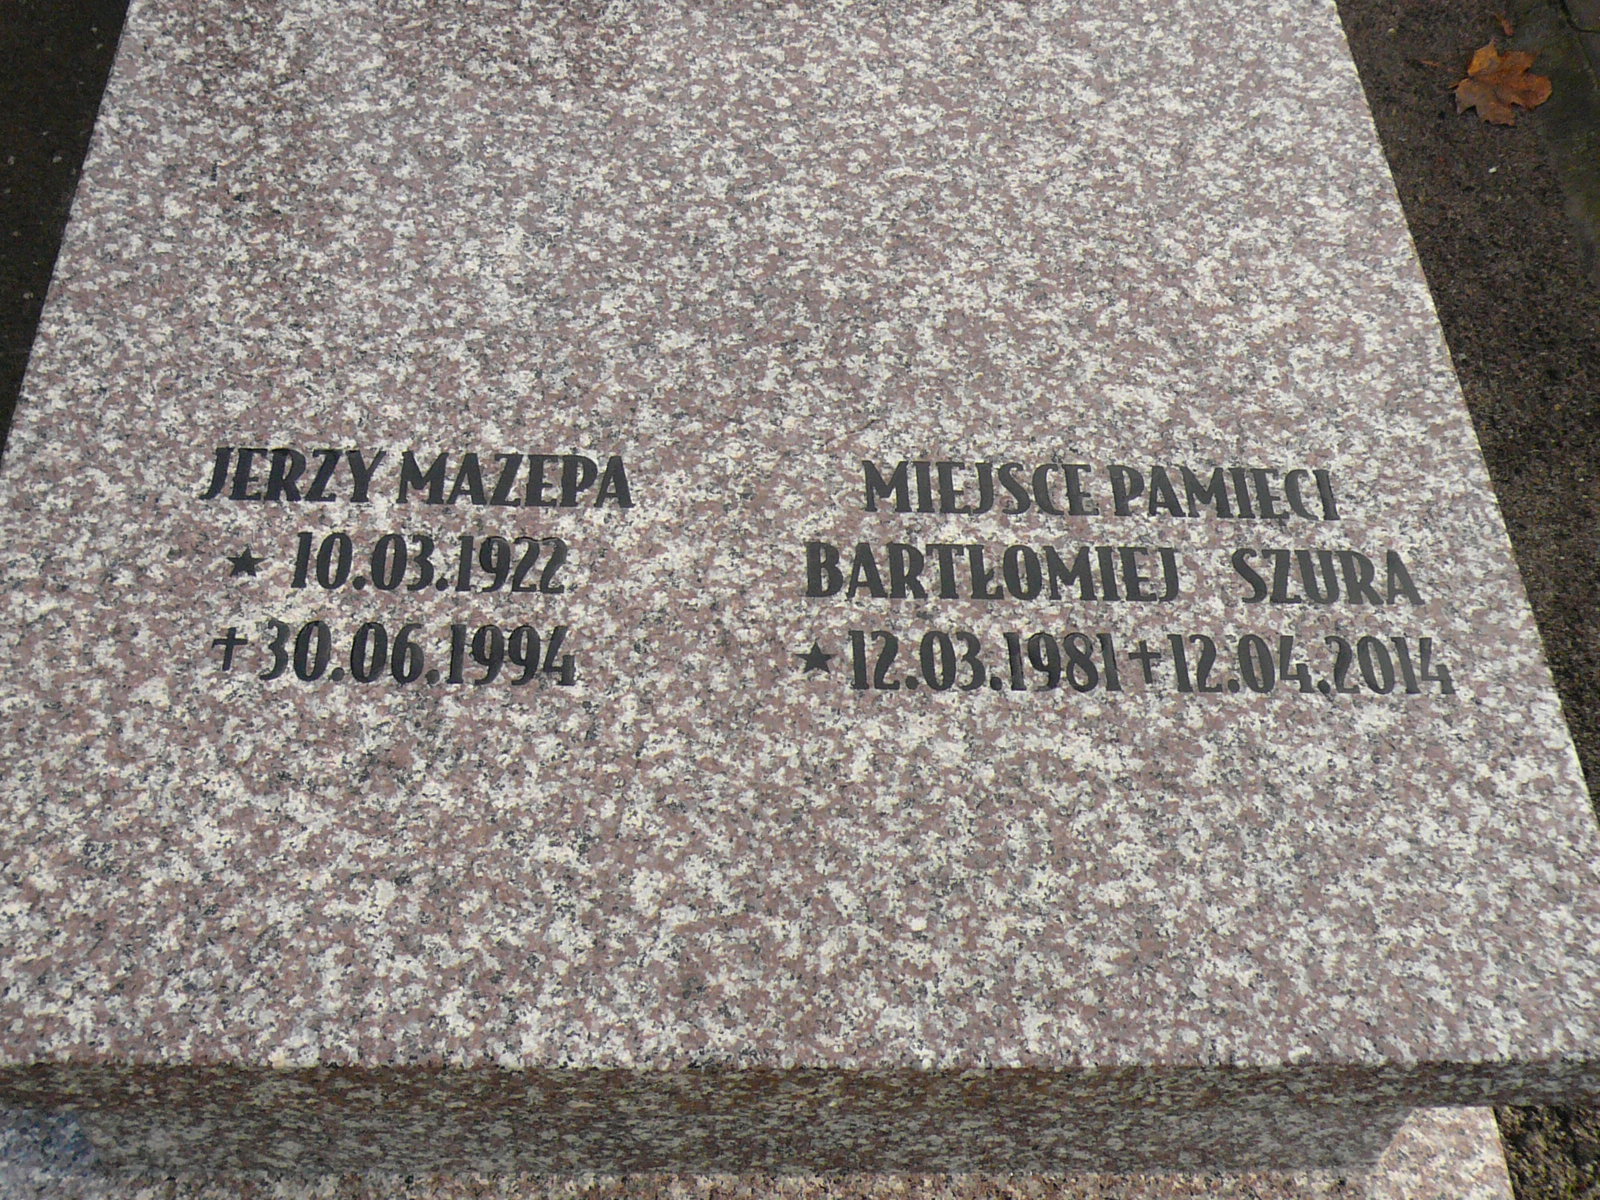 JERZY MAZEPA
★ 10.03.1922
+ 30.06.1994
MIEJSCE PAMIĘCI
BARTŁOMIEJ SZURA
★ 12.03.1981 + 12.04.2014